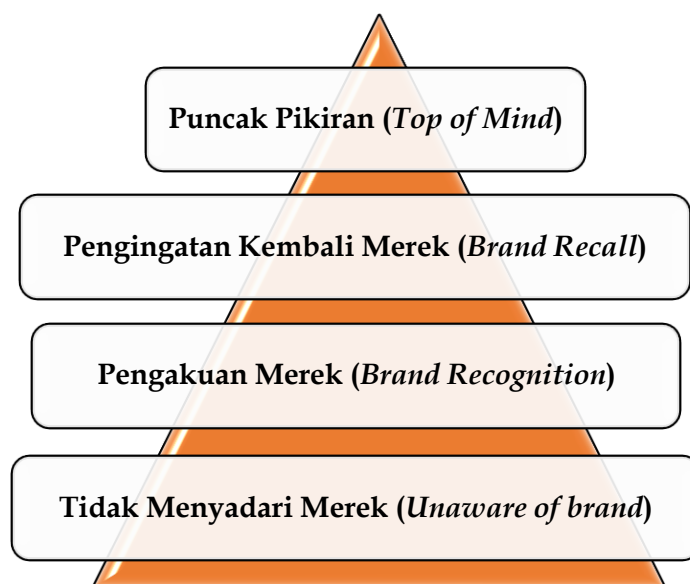 Puncak Pikiran (Top of Mind)
Pengingatan Kembali Merek (Brand Recall)
Pengakuan Merek (Brand Recognition)
Tidak Menyadari Merek (Unaware of brand)